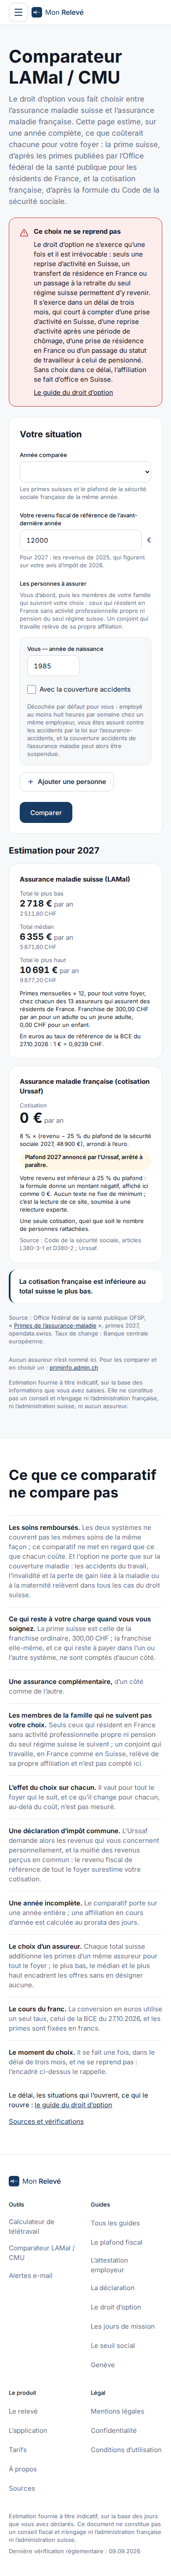 Mon Relevé
Comparateur
LAMal / CMU
Le droit d'option vous fait choisir entre
l'assurance maladie suisse et l'assurance
maladie française. Cette page estime, sur
une année complète, ce que coûterait
chacune pour votre foyer : la prime suisse,
d'après les primes publiées par l'Office
fédéral de la santé publique pour les
résidents de France, et la cotisation
française, d'après la formule du Code de la
sécurité sociale.
Ce choix ne se reprend pas
Le droit d'option ne s'exerce qu'une
fois et il est irrévocable : seuls une
reprise d'activité en Suisse, un
transfert de résidence en France ou
un passage à la retraite du seul
régime suisse permettent d'y revenir.
Il s'exerce dans un délai de trois
mois, qui court à compter d'une prise
d'activité en Suisse, d'une reprise
d'activité après une période de
chômage, d'une prise de résidence
en France ou d'un passage du statut
de travailleur à celui de pensionné.
Sans choix dans ce délai, l'affiliation
se fait d'office en Suisse.
Le guide du droit d'option
Votre situation
Année comparée
Les primes suisses et le plafond de la sécurité
sociale françaises de la même année.
Votre revenu fiscal de référence de l'avant-
dernière année
12000 €
Pour 2027 : les revenus de 2025, qui figurent
sur votre avis d'impôt de 2026.
Les personnes à assurer
Vous d'abord, puis les membres de votre famille
qui suivront votre choix : ceux qui résident en
France sans activité professionnelle propre ni
pension du seul régime suisse. Un conjoint qui
travaille relève de sa propre affiliation.
Vous — année de naissance
1985
Avec la couverture accidents
Décochée par défaut pour vous : employé
au moins huit heures par semaine chez un
même employeur, vous êtes assuré contre
les accidents par la loi sur l'assurance-
accidents, et la couverture accidents de
l'assurance maladie peut alors être
suspendue.
+ Ajouter une personne
Comparer
Estimation pour 2027
Assurance maladie suisse (LAMal)
Total le plus bas
2 718 € par an
2 511,60 CHF
Total médian
6 355 € par an
5 871,60 CHF
Total le plus haut
10 691 € par an
9 877,20 CHF
Primes mensuelles × 12, pour tout votre foyer,
chez chacun des 13 assureurs qui assurent des
résidents de France. Franchise de 300,00 CHF
par an pour un adulte ou un jeune adulte,
0,00 CHF pour un enfant.
En euros au taux de référence de la BCE du
27.10.2026 : 1 € = 0,9239 CHF.
Assurance maladie française (cotisation
Urssaf)
Cotisation
0 € par an
8 % × (revenu − 25 % du plafond de la sécurité
sociale 2027, 48 900 €), arrondi à l'euro.
Plafond 2027 annoncé par l'Urssaf, arrêté à
paraître.
Votre revenu est inférieur à 25 % du plafond :
la formule donne un montant négatif, affiché ici
comme 0 €. Aucun texte ne fixe de minimum ;
c'est la lecture de ce site, soumise à une
relecture experte.
Une seule cotisation, quel que soit le nombre
de personnes rattachées.
Source : Code de la sécurité sociale, articles
L380-3-1 et D380-2 ; Urssaf.
La cotisation française est inférieure au
total suisse le plus bas.
Source : Office fédéral de la santé publique OFSP,
« Primes de l'assurance-maladie », primes 2027,
opendata.swiss. Taux de change : Banque centrale
européenne.
Aucun assureur n'est nommé ici. Pour les comparer et
en choisir un : priminfo.admin.ch
Estimation fournie à titre indicatif, sur la base des
informations que vous avez saisies. Elle ne constitue
pas un conseil et n'engage ni l'administration française,
ni l'administration suisse, ni aucun assureur.
Ce que ce comparatif
ne compare pas
Les soins remboursés. Les deux systèmes ne
couvrent pas les mêmes soins de la même
façon ; ce comparatif ne met en regard que ce
que chacun coûte. Et l'option ne porte que sur la
couverture maladie : les accidents du travail,
l'invalidité et la perte de gain liée à la maladie ou
à la maternité relèvent dans tous les cas du droit
suisse.
Ce qui reste à votre charge quand vous vous
soignez. La prime suisse est celle de la
franchise ordinaire, 300,00 CHF ; la franchise
elle-même, et ce qui reste à payer dans l'un ou
l'autre système, ne sont comptés d'aucun côté.
Une assurance complémentaire, d'un côté
comme de l'autre.
Les membres de la famille qui ne suivent pas
votre choix. Seuls ceux qui résident en France
sans activité professionnelle propre ni pension
du seul régime suisse le suivent ; un conjoint qui
travaille, en France comme en Suisse, relève de
sa propre affiliation et n'est pas compté ici.
L'effet du choix sur chacun. Il vaut pour tout le
foyer qui le suit, et ce qu'il change pour chacun,
au-delà du coût, n'est pas mesuré.
Une déclaration d'impôt commune. L'Urssaf
demande alors les revenus qui vous concernent
personnellement, et la moitié des revenus
perçus en commun : le revenu fiscal de
référence de tout le foyer surestime votre
cotisation.
Une année incomplète. Le comparatif porte sur
une année entière ; une affiliation en cours
d'année est calculée au prorata des jours.
Le choix d'un assureur. Chaque total suisse
additionne les primes d'un même assureur pour
tout le foyer ; le plus bas, le médian et le plus
haut encadrent les offres sans en désigner
aucune.
Le cours du franc. La conversion en euros utilise
un seul taux, celui de la BCE du 27.10.2026, et les
primes sont fixées en francs.
Le moment du choix. Il se fait une fois, dans le
délai de trois mois, et ne se reprend pas :
l'encadré ci-dessus le rappelle.
Le délai, les situations qui l'ouvrent, ce qui le
rouvre : le guide du droit d'option
Sources et vérifications
Mon Relevé
Outils
Calculateur de
télétravail
Comparateur LAMal /
CMU
Alertes e-mail
Guides
Tous les guides
Le plafond fiscal
L'attestation
employeur
La déclaration
Le droit d'option
Les jours de mission
Le seuil social
Genève
Le produit
Le relevé
L'application
Tarifs
À propos
Sources
Légal
Mentions légales
Confidentialité
Conditions d'utilisation
Estimation fournie à titre indicatif, sur la base des jours
que vous avez déclarés. Ce document ne constitue pas
un conseil fiscal et n'engage ni l'administration française
ni l'administration suisse.
Dernière vérification réglementaire : 09.09.2026